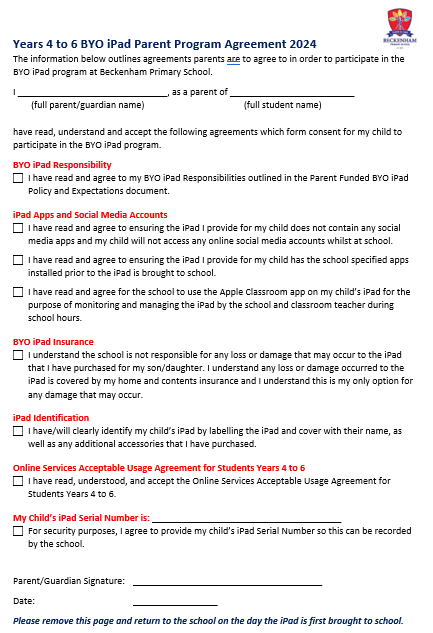 BECKENHAM
PRIMARY SCHOOL
Years 4 to 6 BYO iPad Parent Program Agreement 2024
The information below outlines agreements parents are to agree to in order to participate in the
BYO iPad program at Beckenham Primary School.
I ________________________________, as a parent of ___________________________
(full parent/guardian name) (full student name)
have read, understand and accept the following agreements which form consent for my child to
participate in the BYO iPad program.
BYO iPad Responsibility
☐ I have read and agree to my BYO iPad Responsibilities outlined in the Parent Funded BYO iPad
Policy and Expectations document.
iPad Apps and Social Media Accounts
☐ I have read and agree to ensuring the iPad I provide for my child does not contain any social
media apps and my child will not access any online social media accounts whilst at school.
☐ I have read and agree to ensuring the iPad I provide for my child has the school specified apps
installed prior to the iPad is brought to school.
☐ I have read and agree for the school to use the Apple Classroom app on my child's iPad for the
purpose of monitoring and managing the iPad by the school and classroom teacher during
school hours.
BYO iPad Insurance
☐ I understand the school is not responsible for any loss or damage that may occur to the iPad
that I have purchased for my son/daughter. I understand any loss or damage occurred to the
iPad is covered by my home and contents insurance and I understand this is my only option for
any damage that may occur.
iPad Identification
☐ I have/will clearly identify my child's iPad by labelling the iPad and cover with their name, as
well as any additional accessories that I have purchased.
Online Services Acceptable Usage Agreement for Students Years 4 to 6
☐ I have read, understood, and accept the Online Services Acceptable Usage Agreement for
Students Years 4 to 6.
My Child's iPad Serial Number is: ________________________________________
☐ For security purposes, I agree to provide my child's iPad Serial Number so this can be recorded
by the school.
Parent/Guardian Signature: ________________________________________
Date: __________________
Please remove this page and return to the school on the day the iPad is first brought to school.